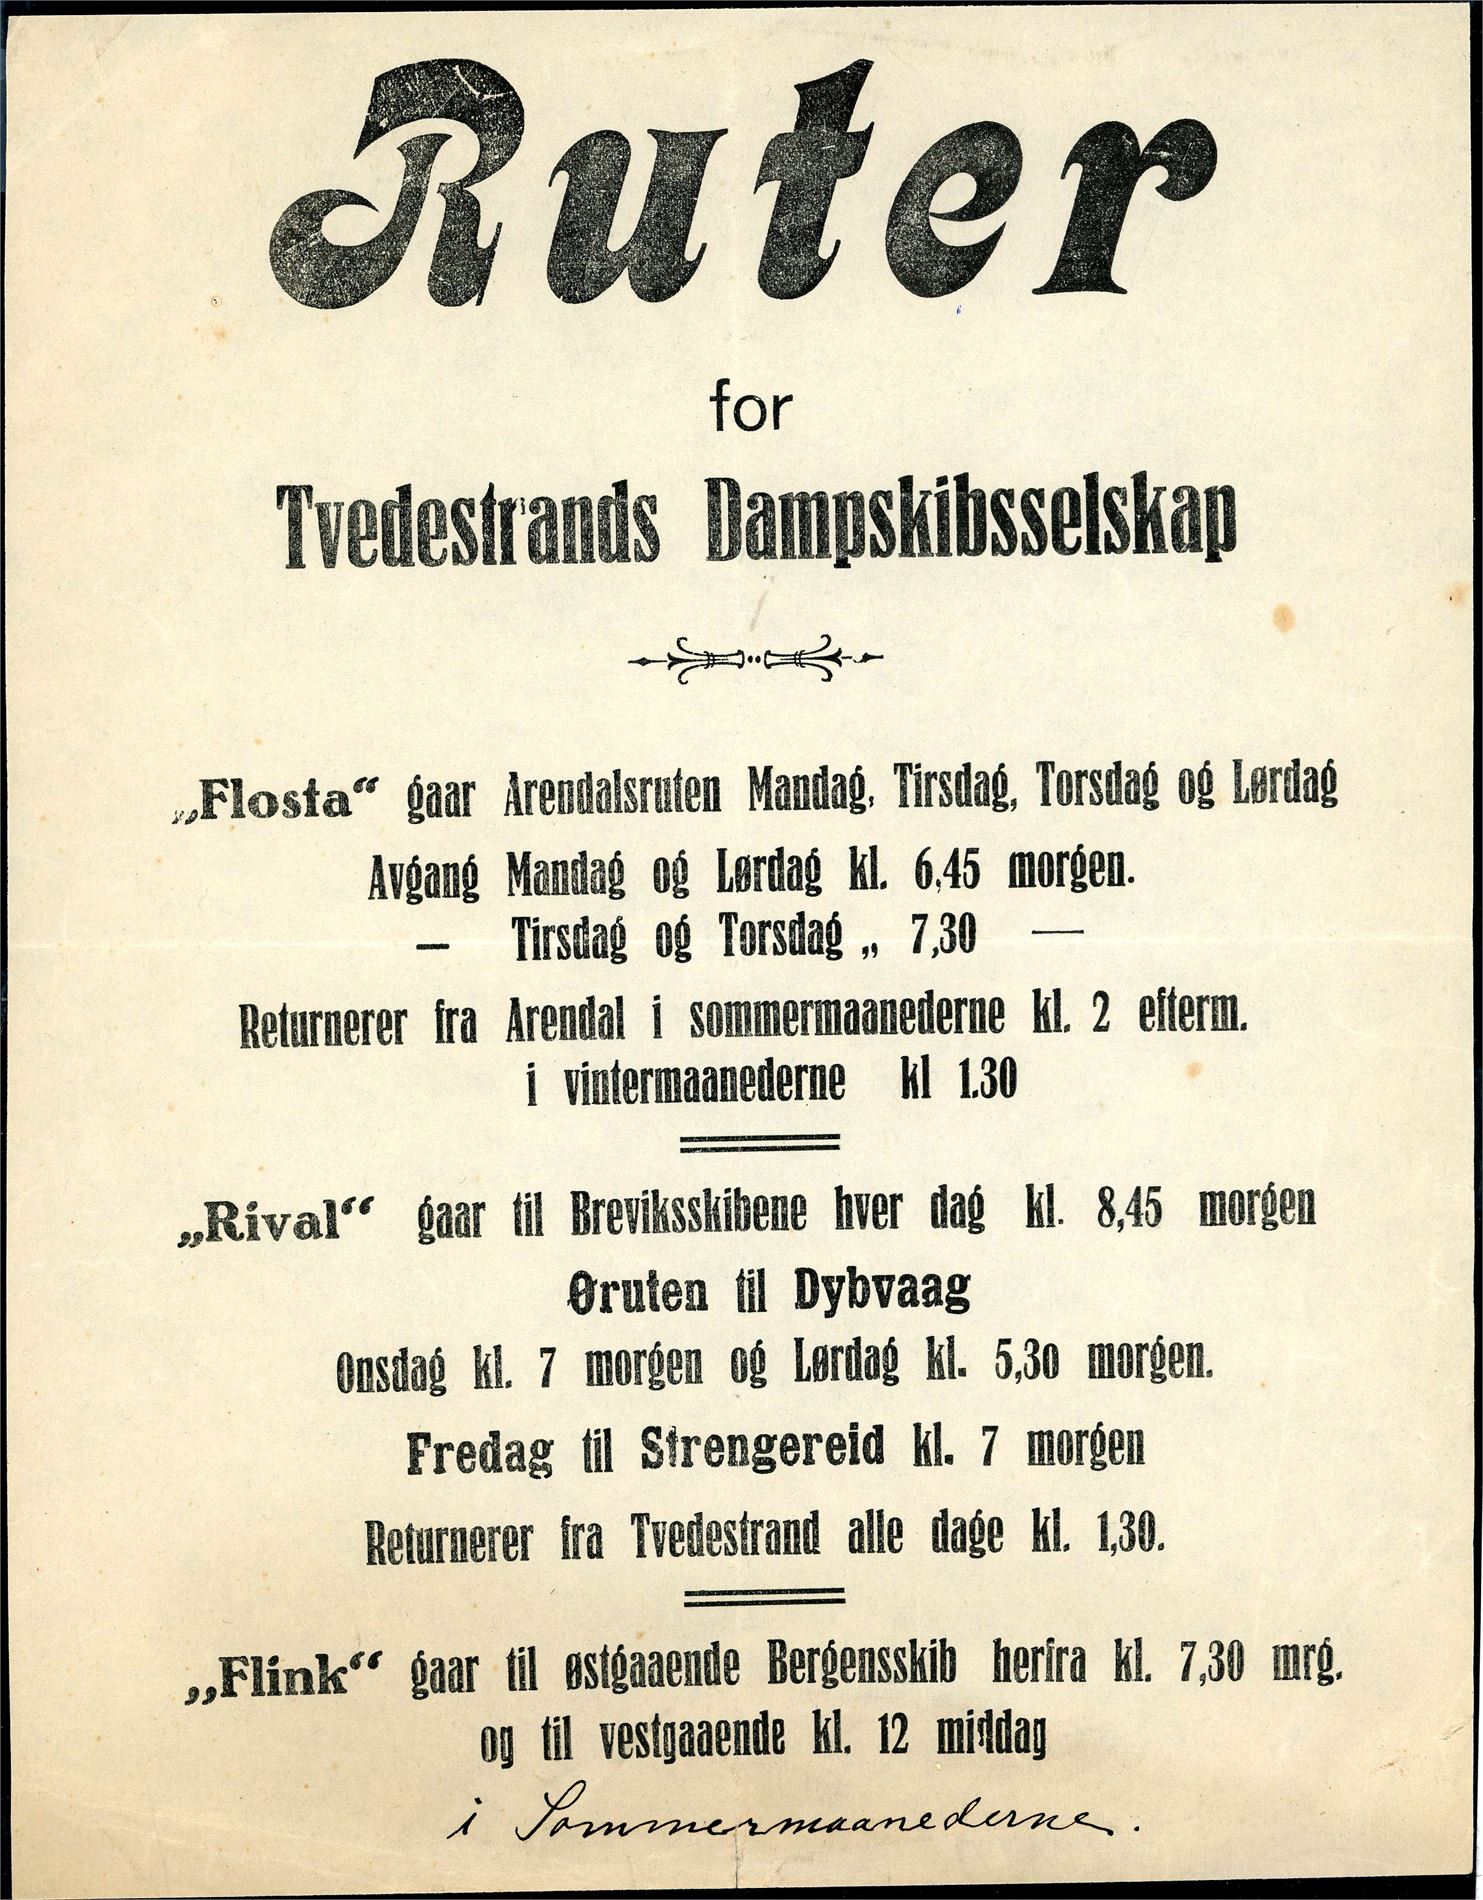 Ruter
for
Tvedestrands Dampskibsselskap
„Flosta“ gaar Arendalsruten Mandag, Tirsdag, Torsdag og Lørdag
Avgang Mandag og Lørdag kl. 6,45 morgen.
— Tirsdag og Torsdag „ 7,30 —
Returnerer fra Arendal i sommermaanederne kl. 2 efterm.
i vintermaanederne kl 1.30
„Rival“ gaar til Breviksskibene hver dag kl. 8,45 morgen
Øruten til Dybvaag
Onsdag kl. 7 morgen og Lørdag kl. 5,30 morgen.
Fredag til Strengereid kl. 7 morgen
Returnerer fra Tvedestrand alle dage kl. 1,30.
„Flink“ gaar til østgaaende Bergensskib herfra kl. 7,30 mrg.
og til vestgaaende kl. 12 middag
i Sommermaanederne.